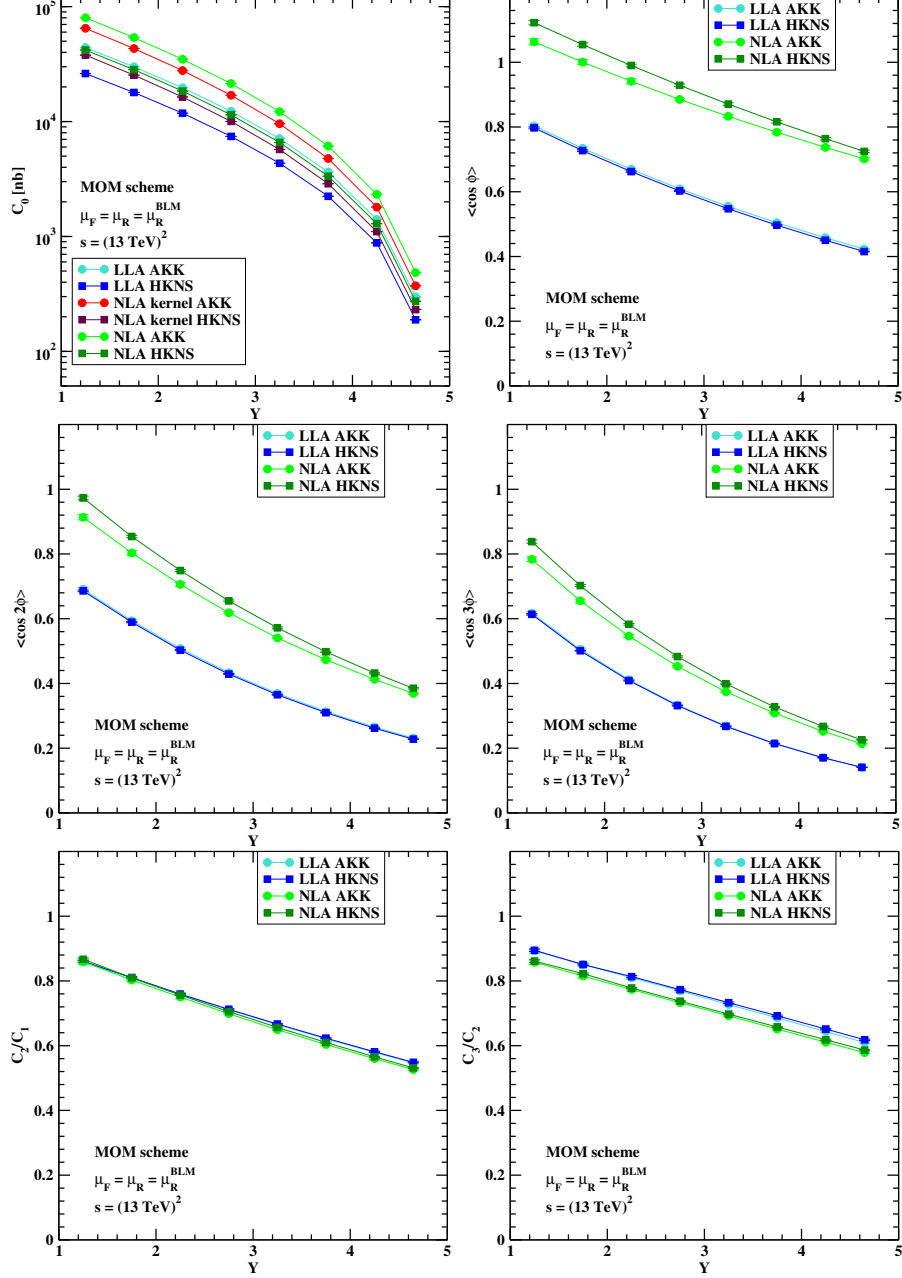 10^5
10^4
10^3
10^2
C_0 [nb]
MOM scheme
μ_F = μ_R = μ_R^BLM
s = (13 TeV)^2
LLA AKK
LLA HKNS
NLA kernel AKK
NLA kernel HKNS
NLA AKK
NLA HKNS
1 2 3 4 5
Y
LLA AKK
LLA HKNS
NLA AKK
NLA HKNS
1
0.8
0.6
0.4
0.2
0
<cos ϕ>
MOM scheme
μ_F = μ_R = μ_R^BLM
s = (13 TeV)^2
1 2 3 4 5
Y
LLA AKK
LLA HKNS
NLA AKK
NLA HKNS
1
0.8
0.6
0.4
0.2
0
<cos 2ϕ>
MOM scheme
μ_F = μ_R = μ_R^BLM
s = (13 TeV)^2
1 2 3 4 5
Y
LLA AKK
LLA HKNS
NLA AKK
NLA HKNS
1
0.8
0.6
0.4
0.2
0
<cos 3ϕ>
MOM scheme
μ_F = μ_R = μ_R^BLM
s = (13 TeV)^2
1 2 3 4 5
Y
LLA AKK
LLA HKNS
NLA AKK
NLA HKNS
1
0.8
0.6
0.4
0.2
0
C_2/C_1
MOM scheme
μ_F = μ_R = μ_R^BLM
s = (13 TeV)^2
1 2 3 4 5
Y
LLA AKK
LLA HKNS
NLA AKK
NLA HKNS
1
0.8
0.6
0.4
0.2
0
C_3/C_2
MOM scheme
μ_F = μ_R = μ_R^BLM
s = (13 TeV)^2
1 2 3 4 5
Y